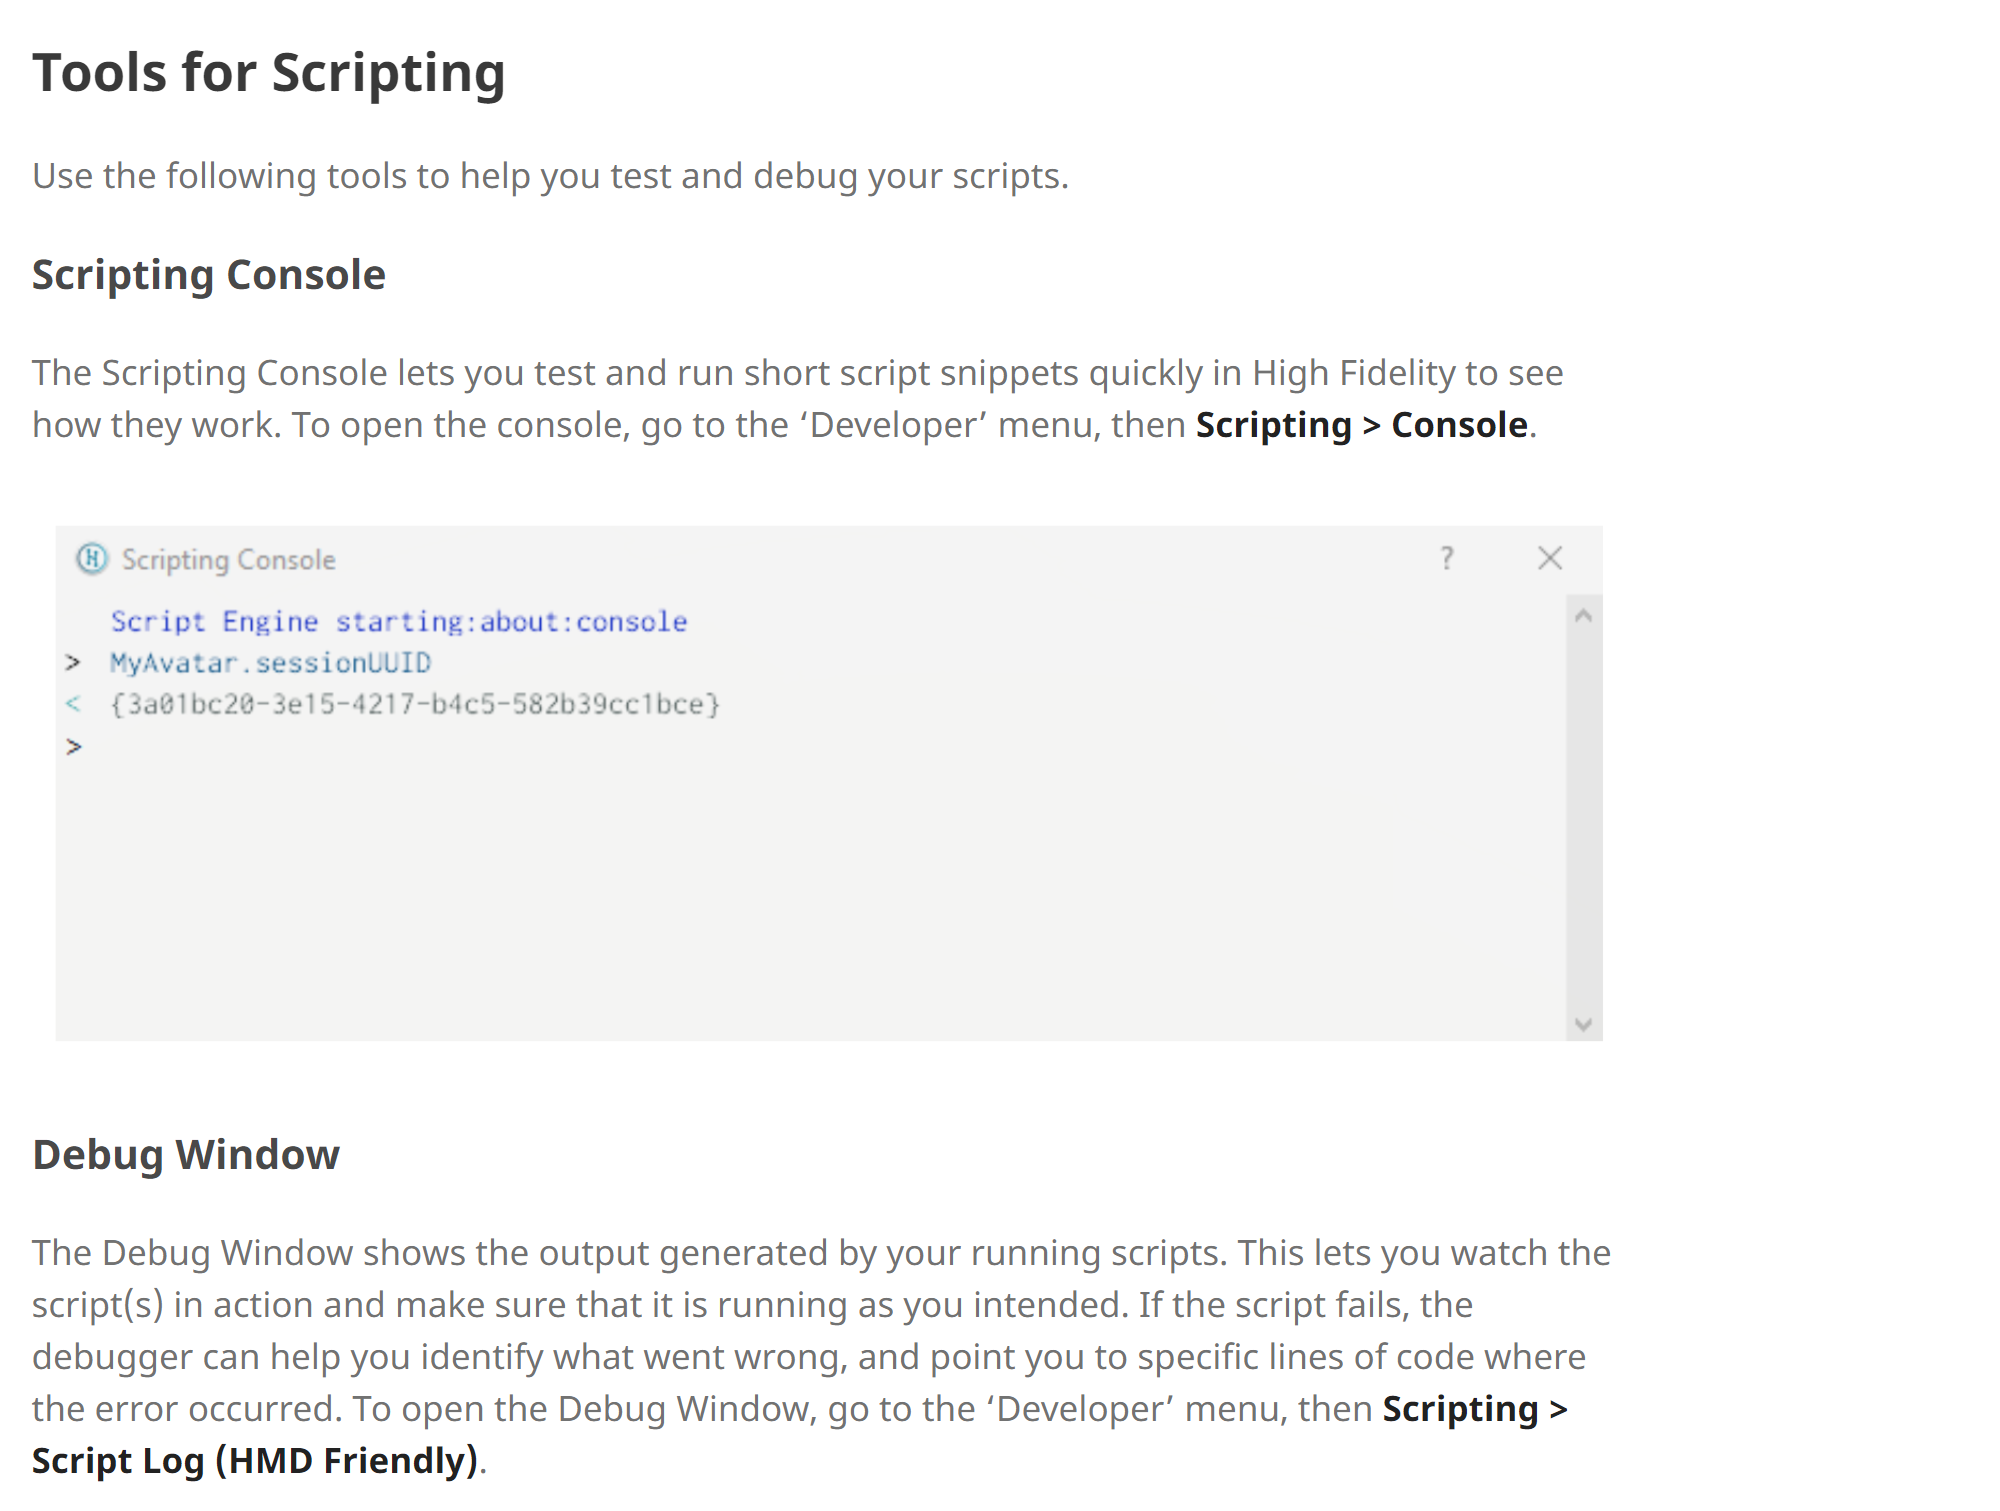 Tools for Scripting
Use the following tools to help you test and debug your scripts.
Scripting Console
The Scripting Console lets you test and run short script snippets quickly in High Fidelity to see
how they work. To open the console, go to the ‘Developer’ menu, then Scripting > Console.
Scripting Console ?
Script Engine starting:about:console
> MyAvatar.sessionUUID
< {3a01bc20-3e15-4217-b4c5-582b39cc1bce}
>
Debug Window
The Debug Window shows the output generated by your running scripts. This lets you watch the
script(s) in action and make sure that it is running as you intended. If the script fails, the
debugger can help you identify what went wrong, and point you to specific lines of code where
the error occurred. To open the Debug Window, go to the ‘Developer’ menu, then Scripting >
Script Log (HMD Friendly).